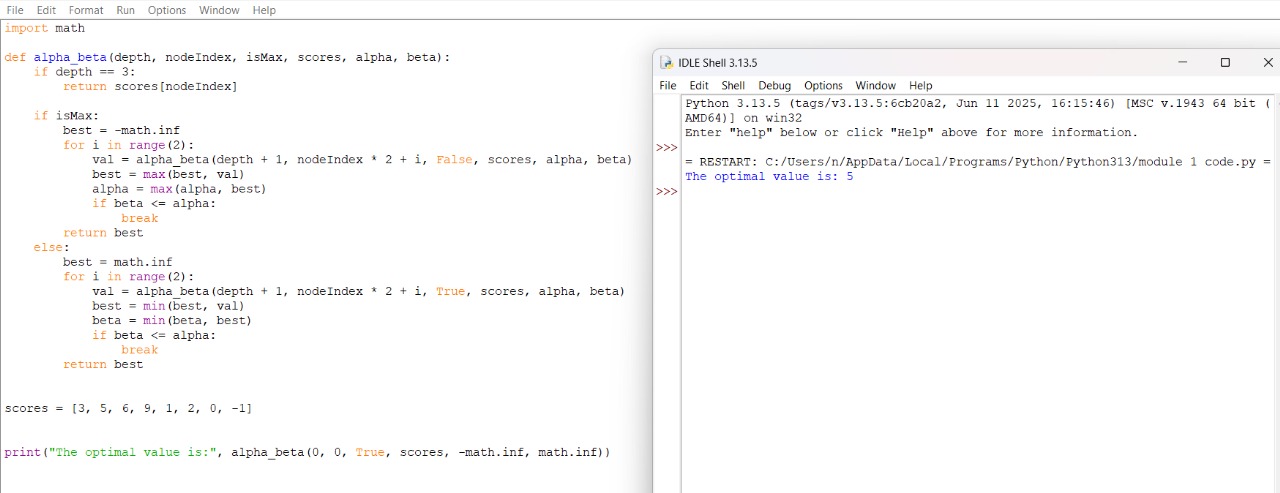 File Edit Format Run Options Window Help
import math
def alpha_beta(depth, nodeIndex, isMax, scores, alpha, beta):
    if depth == 3:
        return scores[nodeIndex]
    if isMax:
        best = -math.inf
        for i in range(2):
            val = alpha_beta(depth + 1, nodeIndex * 2 + i, False, scores, alpha, beta)
            best = max(best, val)
            alpha = max(alpha, best)
            if beta <= alpha:
                break
        return best
    else:
        best = math.inf
        for i in range(2):
            val = alpha_beta(depth + 1, nodeIndex * 2 + i, True, scores, alpha, beta)
            best = min(best, val)
            beta = min(beta, best)
            if beta <= alpha:
                break
        return best
scores = [3, 5, 6, 9, 1, 2, 0, -1]
print("The optimal value is:", alpha_beta(0, 0, True, scores, -math.inf, math.inf))
IDLE Shell 3.13.5
File Edit Shell Debug Options Window Help
Python 3.13.5 (tags/v3.13.5:6cb20a2, Jun 11 2025, 16:15:46) [MSC v.1943 64 bit (
AMD64)] on win32
Enter "help" below or click "Help" above for more information.
>>>
= RESTART: C:/Users/n/AppData/Local/Programs/Python/Python313/module 1 code.py =
The optimal value is: 5
>>>